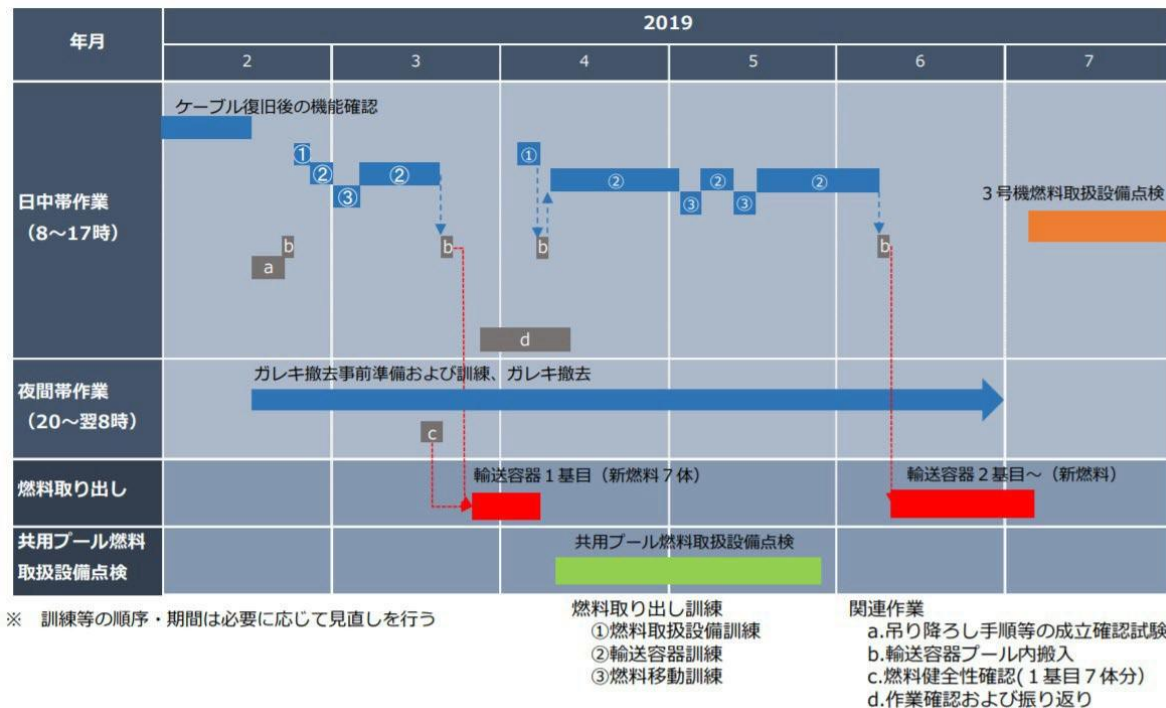 年月
2019
2
3
4
5
6
7
日中帯作業
(8～17時)
ケーブル復旧後の機能確認
①
②
③
②
①
②
③
②
③
②
3号機燃料取扱設備点検
b
a
b
b
b
d
夜間帯作業
(20～翌8時)
ガレキ撤去事前準備および訓練、ガレキ撤去
c
燃料取り出し
輸送容器1基目（新燃料7体）
輸送容器2基目～（新燃料）
共用プール燃料
取扱設備点検
共用プール燃料取扱設備点検
※　訓練等の順序・期間は必要に応じて見直しを行う
燃料取り出し訓練
①燃料取扱設備訓練
②輸送容器訓練
③燃料移動訓練
関連作業
a.吊り降ろし手順等の成立確認試験
b.輸送容器プール内搬入
c.燃料健全性確認(1基目7体分)
d.作業確認および振り返り